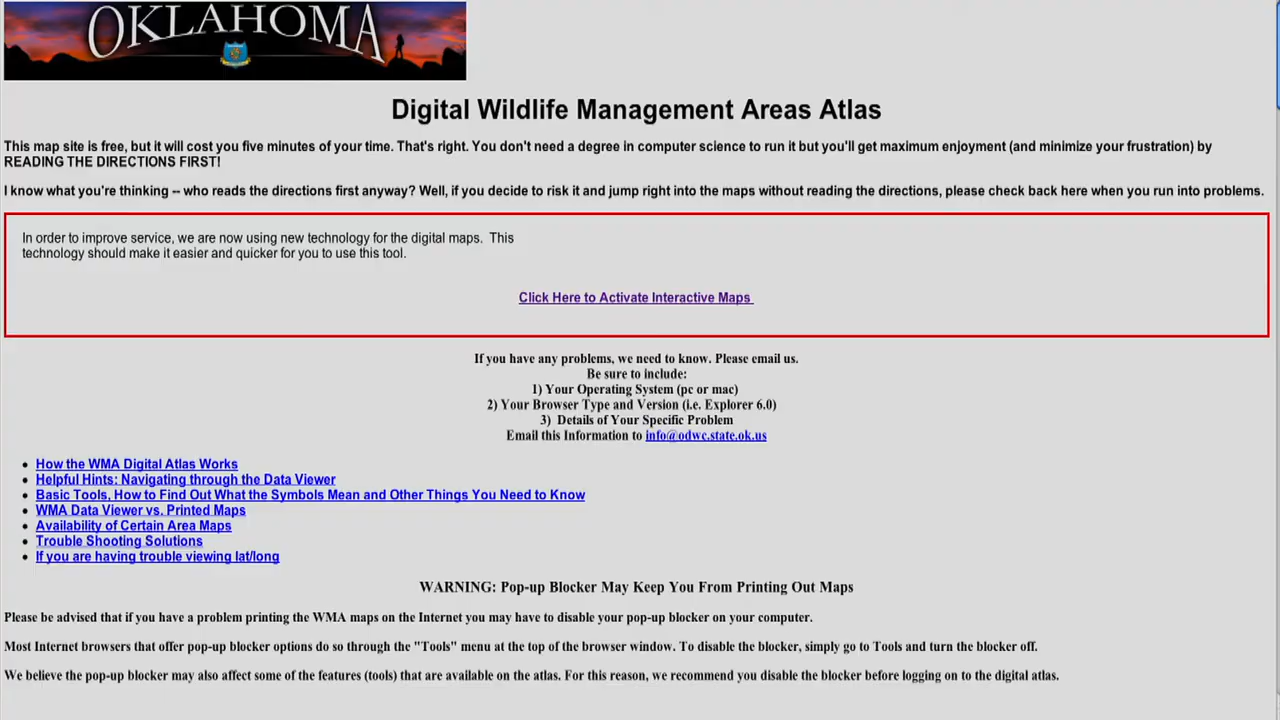 OKLAHOMA
Digital Wildlife Management Areas Atlas
This map site is free, but it will cost you five minutes of your time. That's right. You don't need a degree in computer science to run it but you'll get maximum enjoyment (and minimize your frustration) by
READING THE DIRECTIONS FIRST!
I know what you're thinking -- who reads the directions first anyway? Well, if you decide to risk it and jump right into the maps without reading the directions, please check back here when you run into problems.
In order to improve service, we are now using new technology for the digital maps.  This
technology should make it easier and quicker for you to use this tool.
Click Here to Activate Interactive Maps
If you have any problems, we need to know. Please email us.
Be sure to include:
1) Your Operating System (pc or mac)
2) Your Browser Type and Version (i.e. Explorer 6.0)
3)  Details of Your Specific Problem
Email this Information to info@odwc.state.ok.us
• How the WMA Digital Atlas Works
• Helpful Hints: Navigating through the Data Viewer
• Basic Tools, How to Find Out What the Symbols Mean and Other Things You Need to Know
• WMA Data Viewer vs. Printed Maps
• Availability of Certain Area Maps
• Trouble Shooting Solutions
• If you are having trouble viewing lat/long
WARNING: Pop-up Blocker May Keep You From Printing Out Maps
Please be advised that if you have a problem printing the WMA maps on the Internet you may have to disable your pop-up blocker on your computer.
Most Internet browsers that offer pop-up blocker options do so through the "Tools" menu at the top of the browser window. To disable the blocker, simply go to Tools and turn the blocker off.
We believe the pop-up blocker may also affect some of the features (tools) that are available on the atlas. For this reason, we recommend you disable the blocker before logging on to the digital atlas.